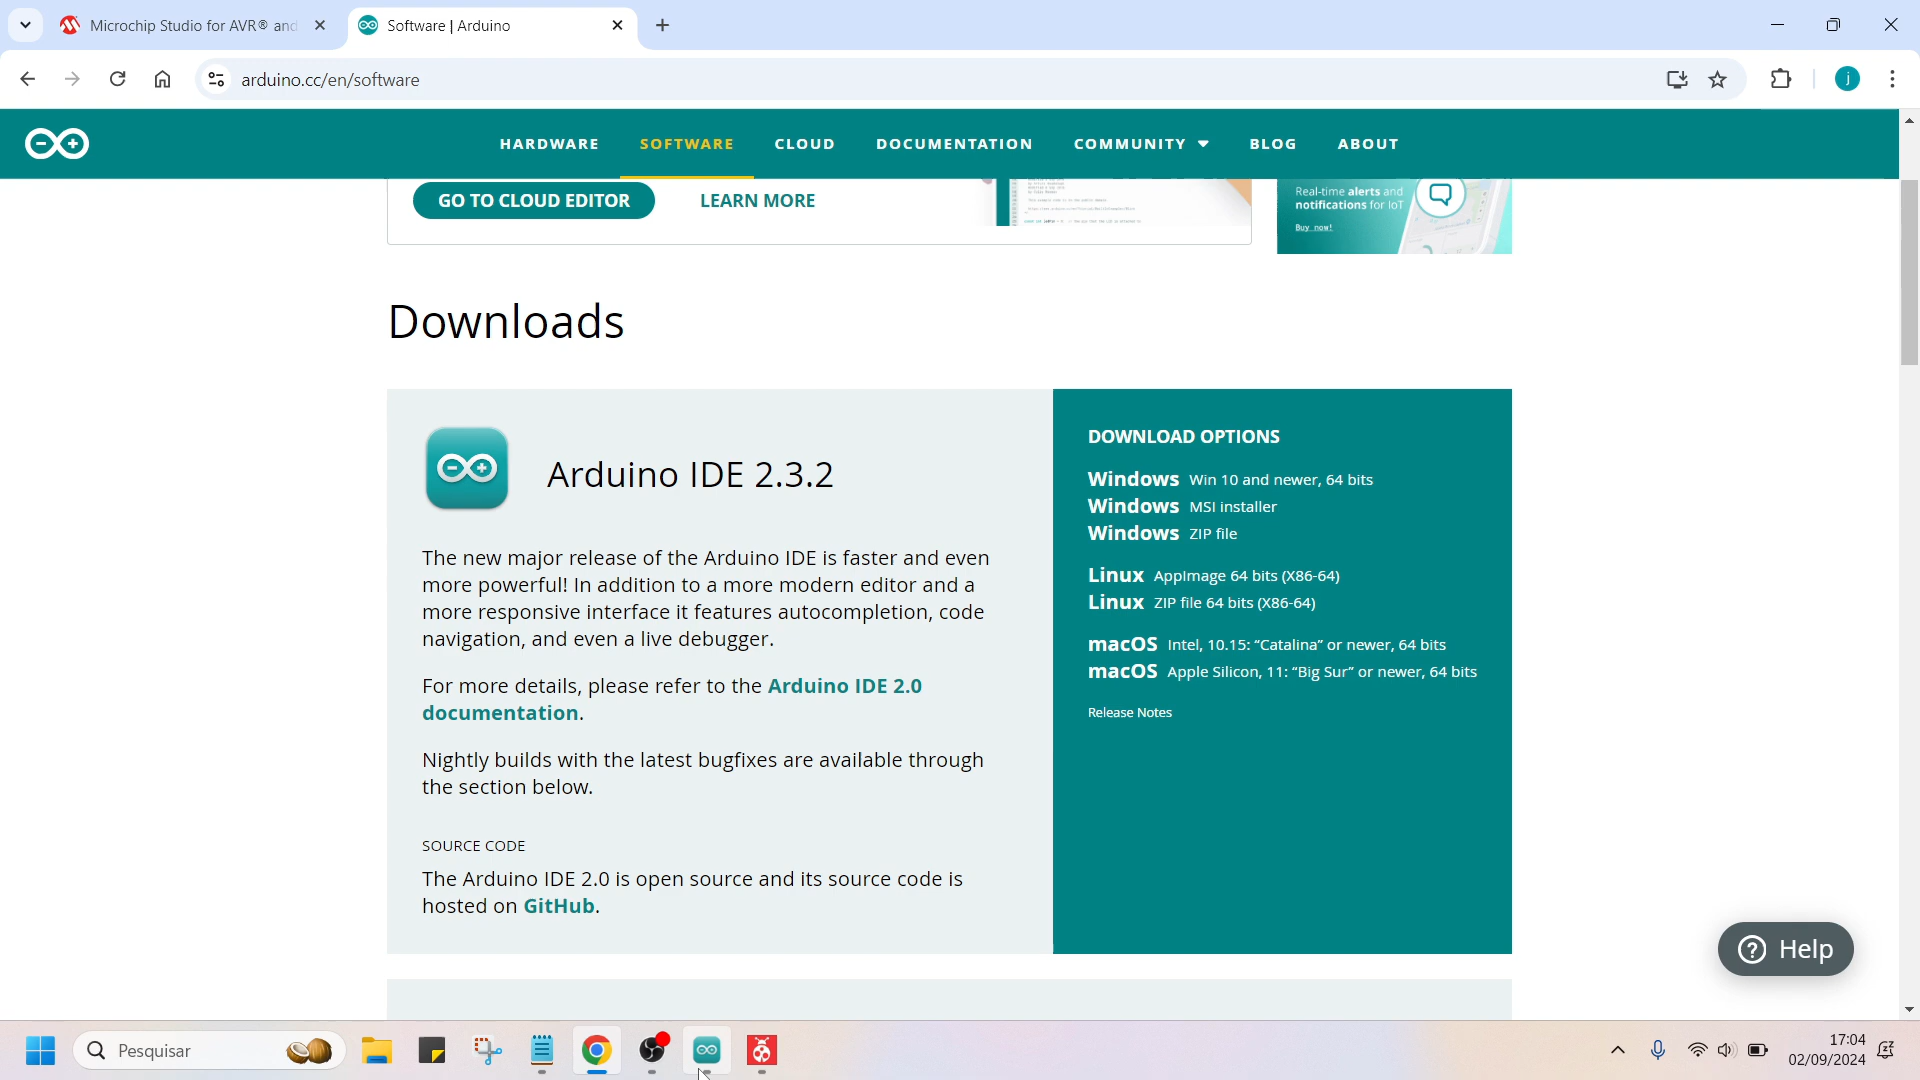 Microchip Studio for AVR® and
Software | Arduino
arduino.cc/en/software
j
HARDWARE
SOFTWARE
CLOUD
DOCUMENTATION
COMMUNITY
BLOG
ABOUT
GO TO CLOUD EDITOR
LEARN MORE
Real-time alerts and
notifications for IoT
Buy now!
Downloads
Arduino IDE 2.3.2
The new major release of the Arduino IDE is faster and even
more powerful! In addition to a more modern editor and a
more responsive interface it features autocompletion, code
navigation, and even a live debugger.
For more details, please refer to the Arduino IDE 2.0
documentation.
Nightly builds with the latest bugfixes are available through
the section below.
SOURCE CODE
The Arduino IDE 2.0 is open source and its source code is
hosted on GitHub.
DOWNLOAD OPTIONS
Windows Win 10 and newer, 64 bits
Windows MSI installer
Windows ZIP file
Linux AppImage 64 bits (X86-64)
Linux ZIP file 64 bits (X86-64)
macOS Intel, 10.15: “Catalina” or newer, 64 bits
macOS Apple Silicon, 11: “Big Sur” or newer, 64 bits
Release Notes
Help
Pesquisar
17:04
02/09/2024